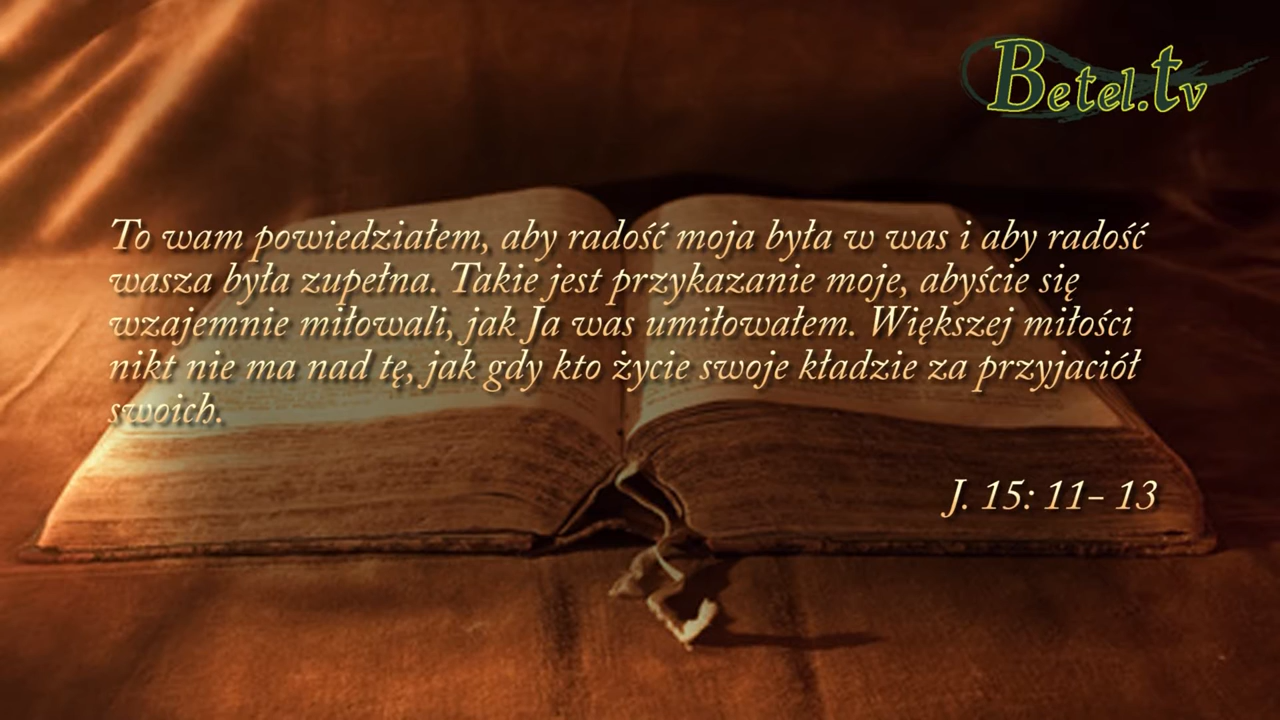 Betel.tv
To wam powiedziałem, aby radość moja była w was i aby radość
wasza była zupełna. Takie jest przykazanie moje, abyście się
wzajemnie miłowali, jak Ja was umiłowałem. Większej miłości
nikt nie ma nad tę, jak gdy kto życie swoje kładzie za przyjaciół
swoich.
J. 15: 11– 13